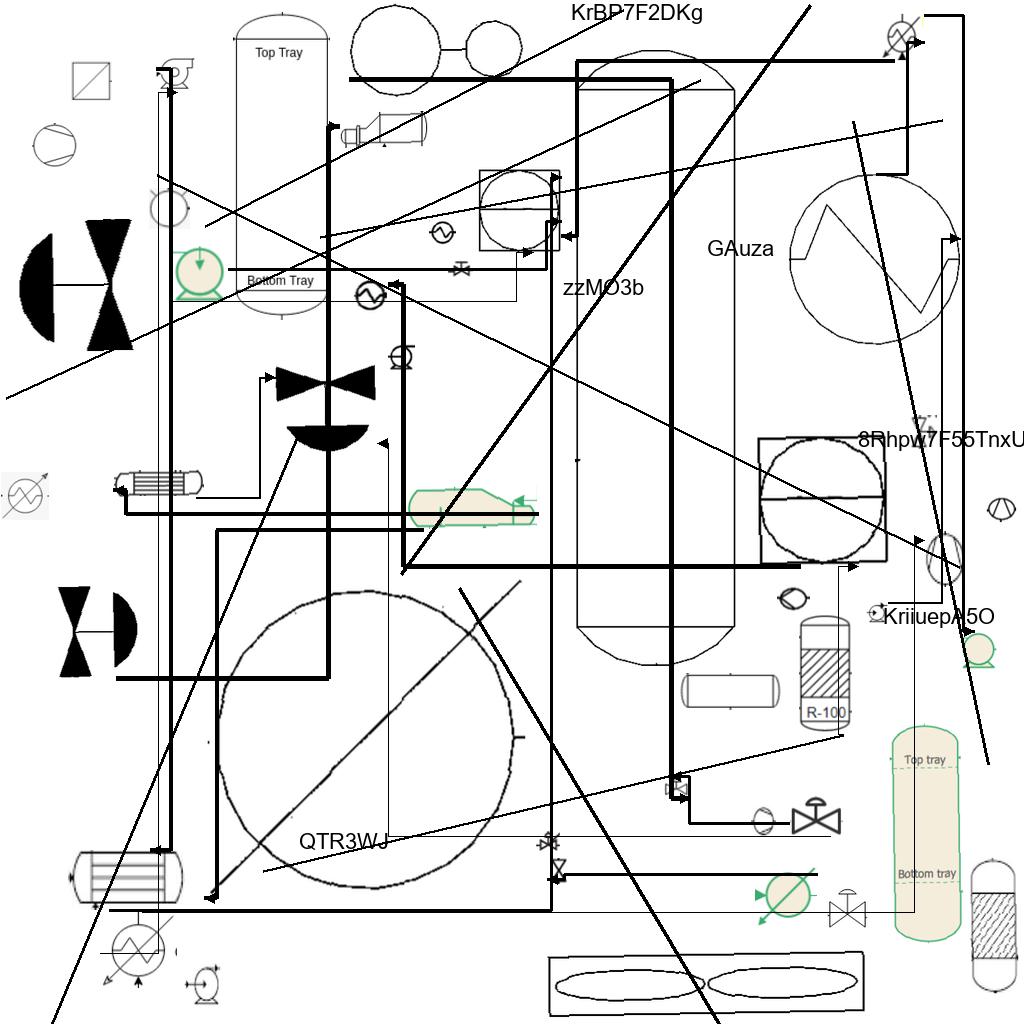 KrBP7F2DKg
Top Tray
GAuza
Bottom Tray
zzMO3b
8Rhpw7F55TnxU
KriiuepA5O
R-100
Top tray
QTR3WJ
Bottom tray